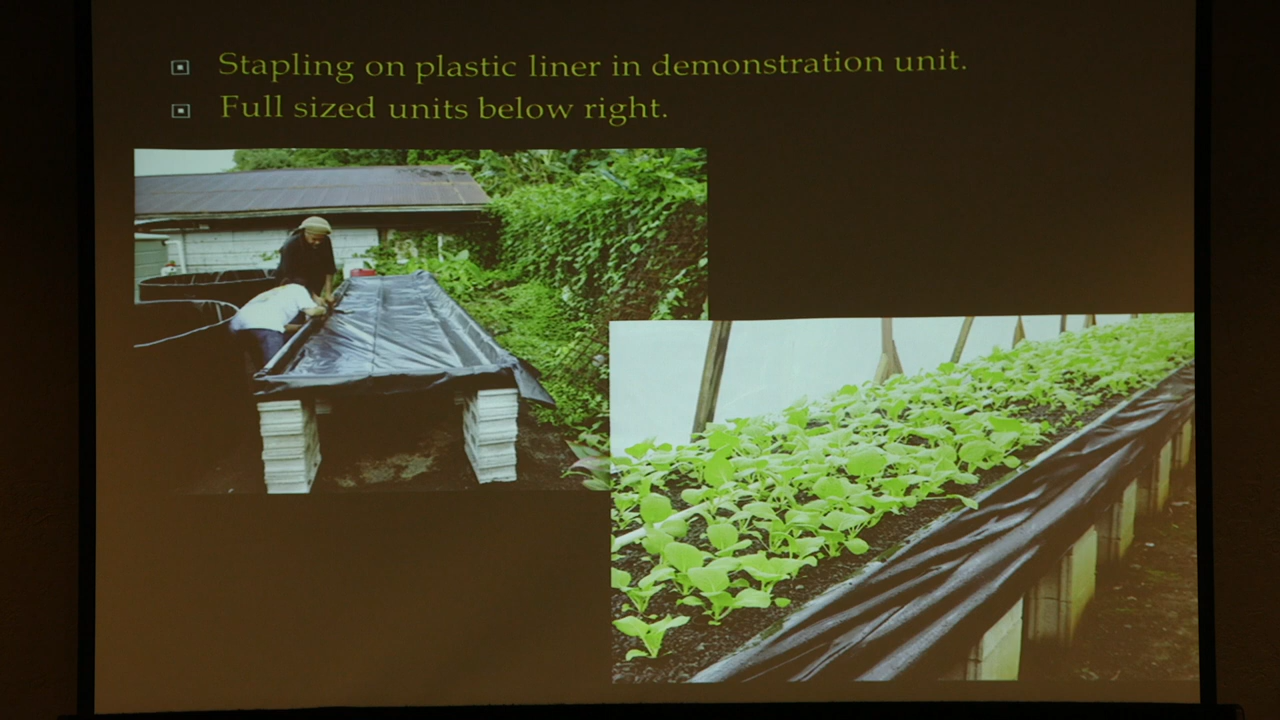 Stapling on plastic liner in demonstration unit.
Full sized units below right.